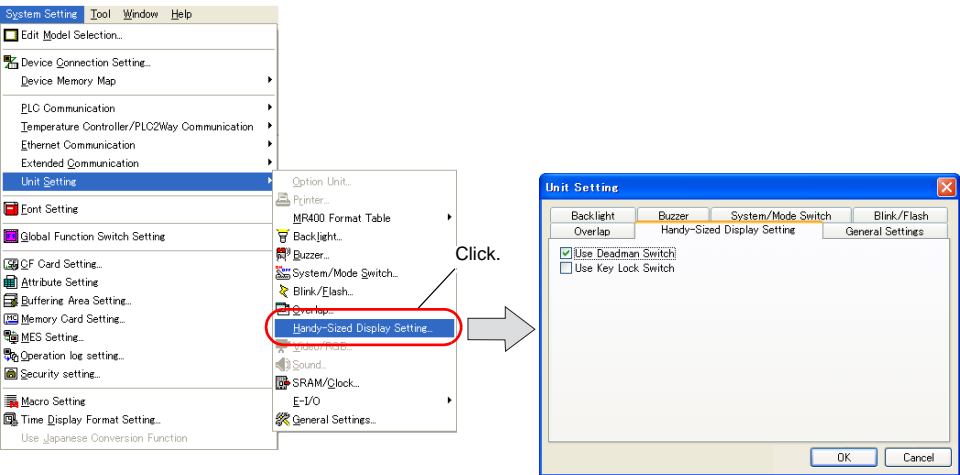 System Setting Tool Window Help
Edit Model Selection...
Device Connection Setting...
Device Memory Map
PLC Communication
Temperature Controller/PLC2Way Communication
Ethernet Communication
Extended Communication
Unit Setting
Font Setting
Global Function Switch Setting
CF Card Setting...
Attribute Setting
Buffering Area Setting...
Memory Card Setting...
MES Setting...
Operation log setting...
Security setting...
Macro Setting
Time Display Format Setting...
Use Japanese Conversion Function
Option Unit...
Printer...
MR400 Format Table
Backlight...
Buzzer...
System/Mode Switch...
Blink/Flash...
Overlap...
Handy-Sized Display Setting...
Video/RGB...
Sound...
SRAM/Clock...
E-I/O
General Settings...
Click.
Unit Setting
Backlight Buzzer System/Mode Switch Blink/Flash
Overlap Handy-Sized Display Setting General Settings
Use Deadman Switch
Use Key Lock Switch
OK Cancel